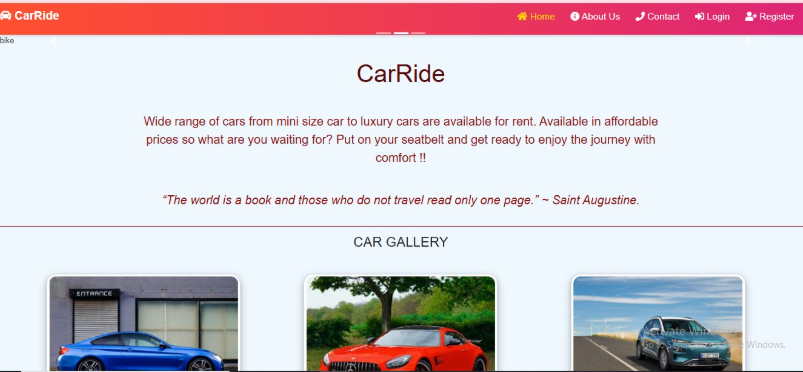 CarRide
Home About Us Contact Login Register
bike
CarRide
Wide range of cars from mini size car to luxury cars are available for rent. Available in affordable
prices so what are you waiting for? Put on your seatbelt and get ready to enjoy the journey with
comfort !!
“The world is a book and those who do not travel read only one page.” ~ Saint Augustine.
CAR GALLERY
ENTRANCE
Activate Windows
Go to Settings to activate Windows.